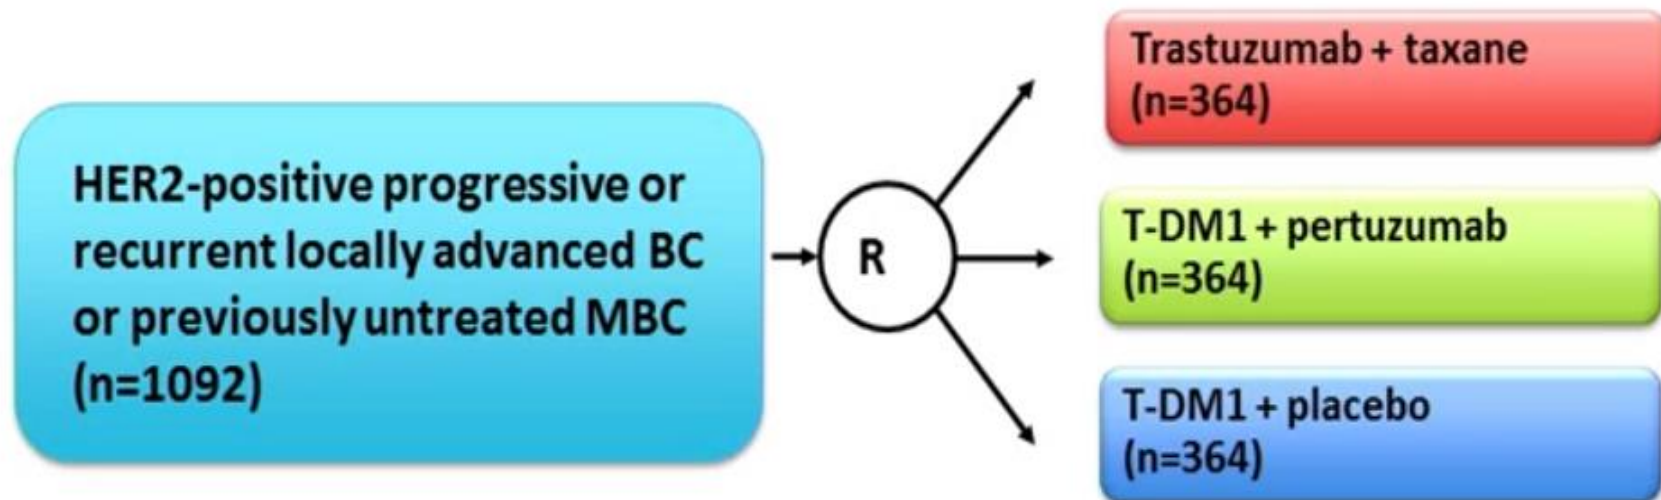 HER2-positive progressive or
recurrent locally advanced BC
or previously untreated MBC
(n=1092)
R
Trastuzumab + taxane
(n=364)
T-DM1 + pertuzumab
(n=364)
T-DM1 + placebo
(n=364)